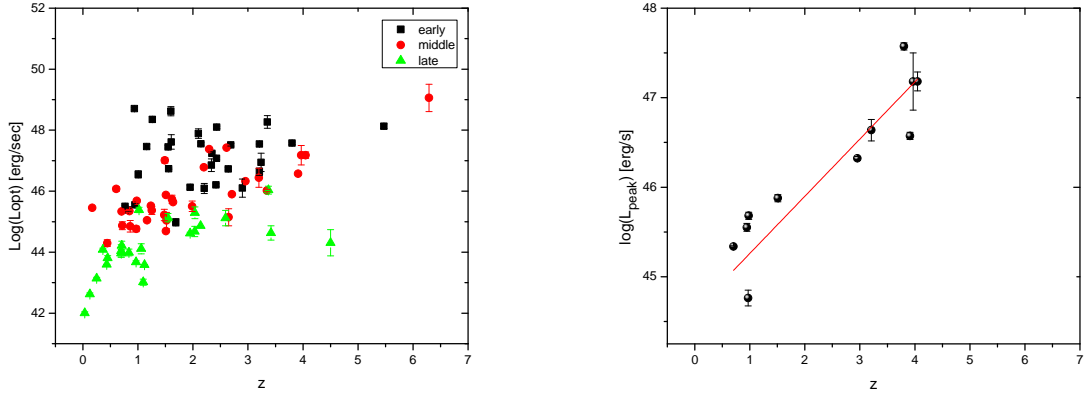 52
50
48
46
44
42
Log(Lopt) [erg/sec]
early
middle
late
0 1 2 3 4 5 6 7
z
48
47
46
45
log(L_peak) [erg/s]
0 1 2 3 4 5 6 7
z